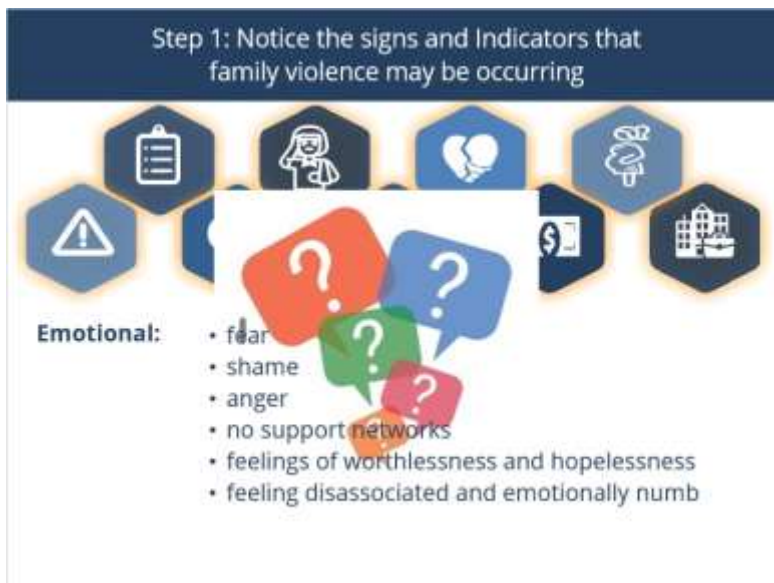 Step 1: Notice the signs and Indicators that
family violence may be occurring
Emotional:
• fear
• shame
• anger
• no support networks
• feelings of worthlessness and hopelessness
• feeling disassociated and emotionally numb